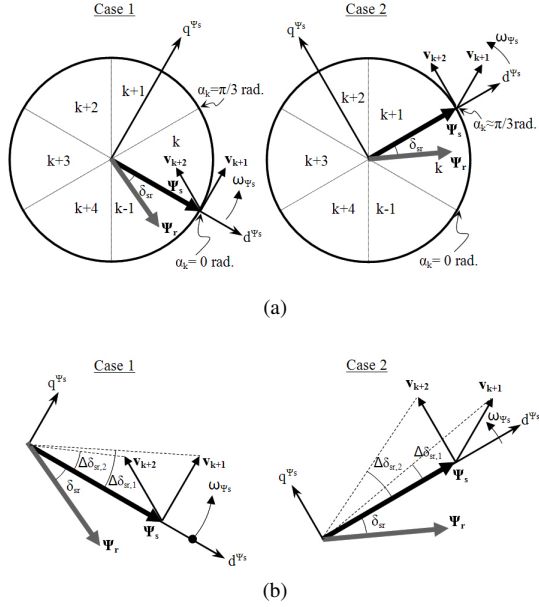 Case 1
Case 2
q^Ψs
k+1
k+2
α_k=π/3 rad.
k
k+3
v_k+2
v_k+1
δ_sr
Ψ_s
ω_Ψs
k+4
k-1
Ψ_r
d^Ψs
α_k= 0 rad.
q^Ψs
ω_Ψs
v_k+2
v_k+1
k+2
d^Ψs
k+1
Ψ_s
α_k≈π/3rad.
k+3
δ_sr
Ψ_r
k
k+4
k-1
α_k= 0 rad.
(a)
Case 1
Case 2
q^Ψs
v_k+2
v_k+1
Δδ_sr,2
Δδ_sr,1
δ_sr
ω_Ψs
Ψ_r
Ψ_s
d^Ψs
v_k+2
v_k+1
ω_Ψs
d^Ψs
Δδ_sr,2
Δδ_sr,1
q^Ψs
Ψ_s
δ_sr
Ψ_r
(b)